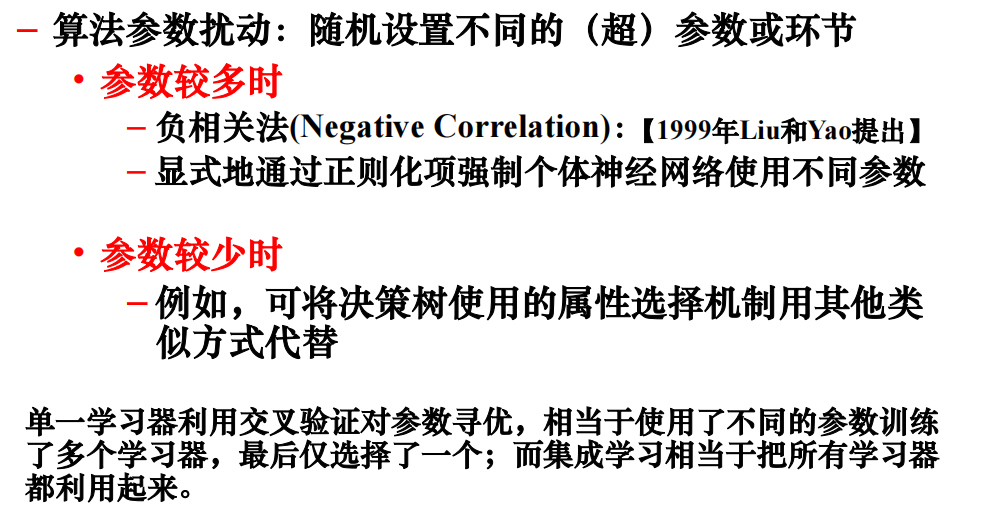 – 算法参数扰动：随机设置不同的（超）参数或环节
• 参数较多时
– 负相关法(Negative Correlation)：【1999年Liu和Yao提出】
– 显式地通过正则化项强制个体神经网络使用不同参数
• 参数较少时
– 例如，可将决策树使用的属性选择机制用其他类
似方式代替
单一学习器利用交叉验证对参数寻优，相当于使用了不同的参数训练
了多个学习器，最后仅选择了一个；而集成学习相当于把所有学习器
都利用起来。